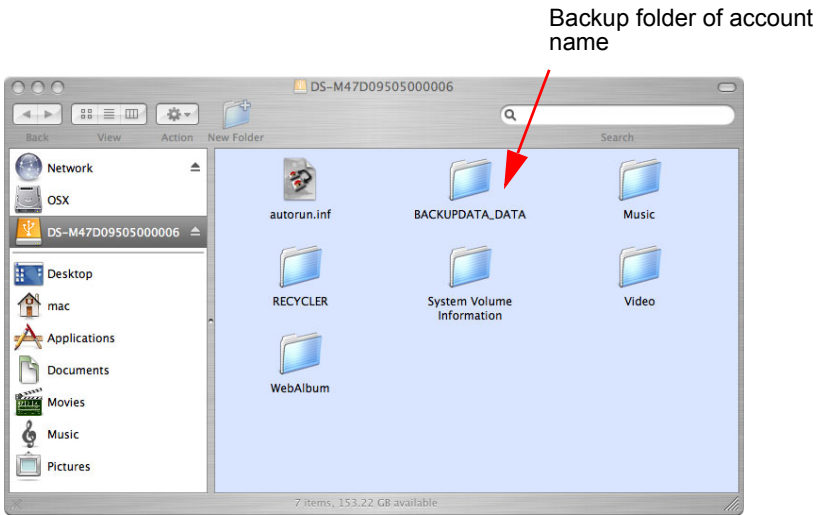 Backup folder of account
name
DS-M47D09505000006
Back View Action New Folder Search
Network
OSX
DS-M47D09505000006
Desktop
mac
Applications
Documents
Movies
Music
Pictures
autorun.inf
BACKUPDATA_DATA
Music
RECYCLER
System Volume
Information
Video
WebAlbum
7 items, 153.22 GB available